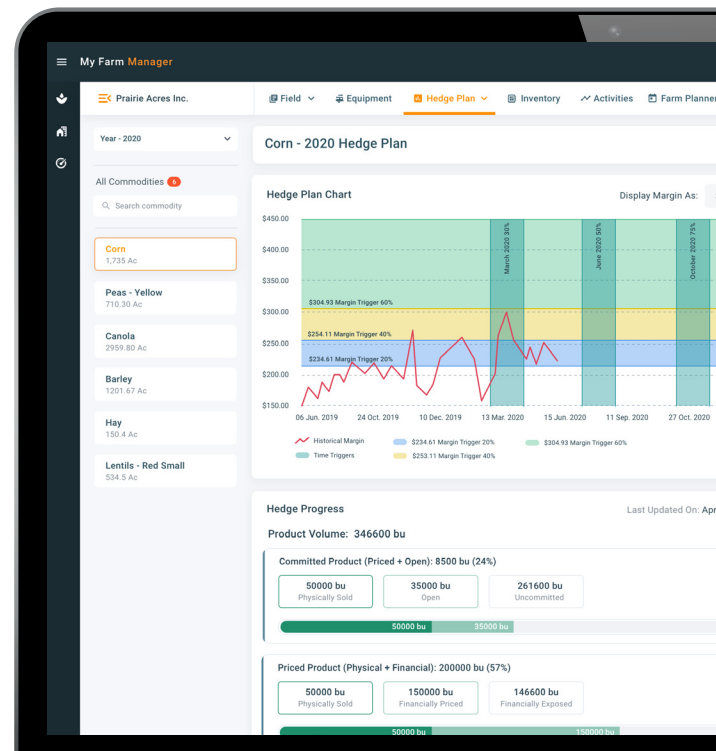 My Farm Manager
Prairie Acres Inc.
Field
Equipment
Hedge Plan
Inventory
Activities
Farm Planner
Year - 2020
All Commodities 6
Search commodity
Corn
1,735 Ac
Peas - Yellow
710.30 Ac
Canola
2959.80 Ac
Barley
1201.67 Ac
Hay
150.4 Ac
Lentils - Red Small
534.5 Ac
Corn - 2020 Hedge Plan
Hedge Plan Chart
Display Margin As:
$450.00
$400.00
$350.00
$300.00
$250.00
$200.00
$150.00
March 2020 30%
June 2020 50%
October 2020 75%
$304.93 Margin Trigger 60%
$254.11 Margin Trigger 40%
$234.61 Margin Trigger 20%
06 Jun. 2019
24 Oct. 2019
10 Dec. 2019
13 Mar. 2020
15 Jun. 2020
11 Sep. 2020
27 Oct. 2020
Historical Margin
$234.61 Margin Trigger 20%
$304.93 Margin Trigger 60%
Time Triggers
$253.11 Margin Trigger 40%
Hedge Progress
Last Updated On: Apr
Product Volume: 346600 bu
Committed Product (Priced + Open): 8500 bu (24%)
50000 bu
Physically Sold
35000 bu
Open
261600 bu
Uncommitted
50000 bu
35000 bu
Priced Product (Physical + Financial): 200000 bu (57%)
50000 bu
Physically Sold
150000 bu
Financially Priced
146600 bu
Financially Exposed
50000 bu
150000 bu